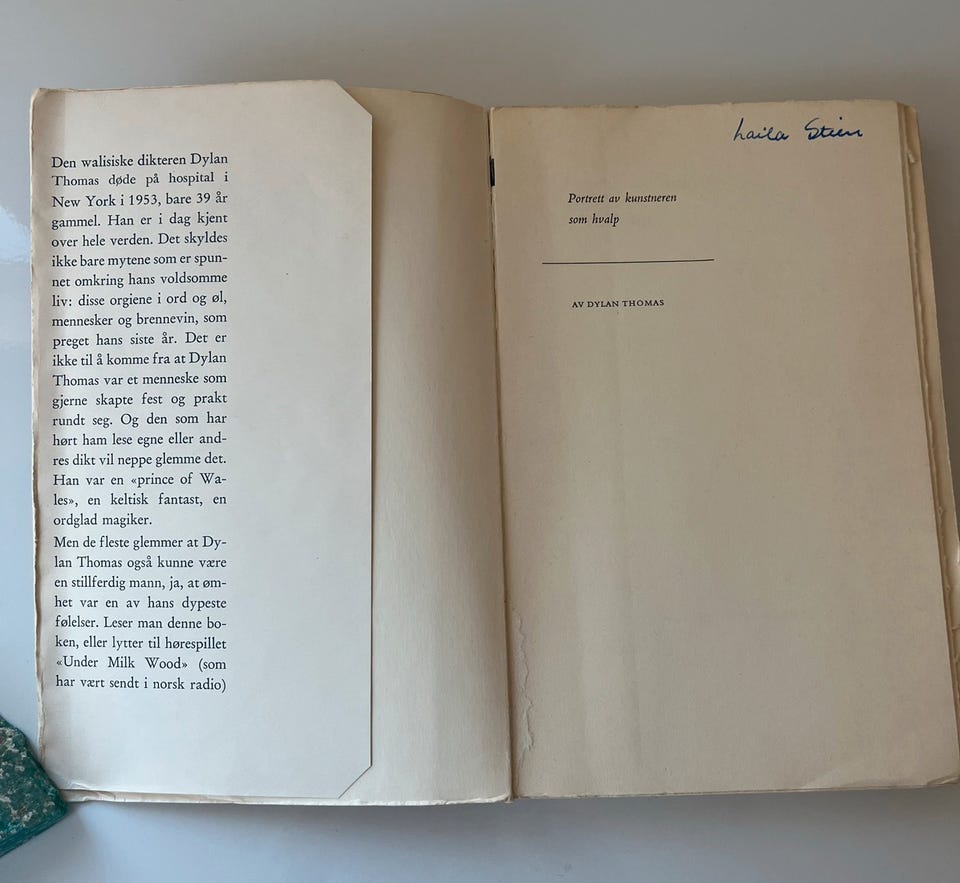 Den walisiske dikteren Dylan
Thomas døde på hospital i
New York i 1953, bare 39 år
gammel. Han er i dag kjent
over hele verden. Det skyldes
ikke bare mytene som er spun-
net omkring hans voldsomme
liv: disse orgiene i ord og øl,
mennesker og brennevin, som
preget hans siste år. Det er
ikke til å komme fra at Dylan
Thomas var et menneske som
gjerne skapte fest og prakt
rundt seg. Og den som har
hørt ham lese egne eller and-
res dikt vil neppe glemme det.
Han var en «prince of Wa-
les», en keltisk fantast, en
ordglad magiker.
Men de fleste glemmer at Dy-
lan Thomas også kunne være
en stillferdig mann, ja, at øm-
het var en av hans dypeste
følelser. Leser man denne bo-
ken, eller lytter til hørespillet
«Under Milk Wood» (som
har vært sendt i norsk radio)
Laila Stien
Portrett av kunstneren
som hvalp
AV DYLAN THOMAS